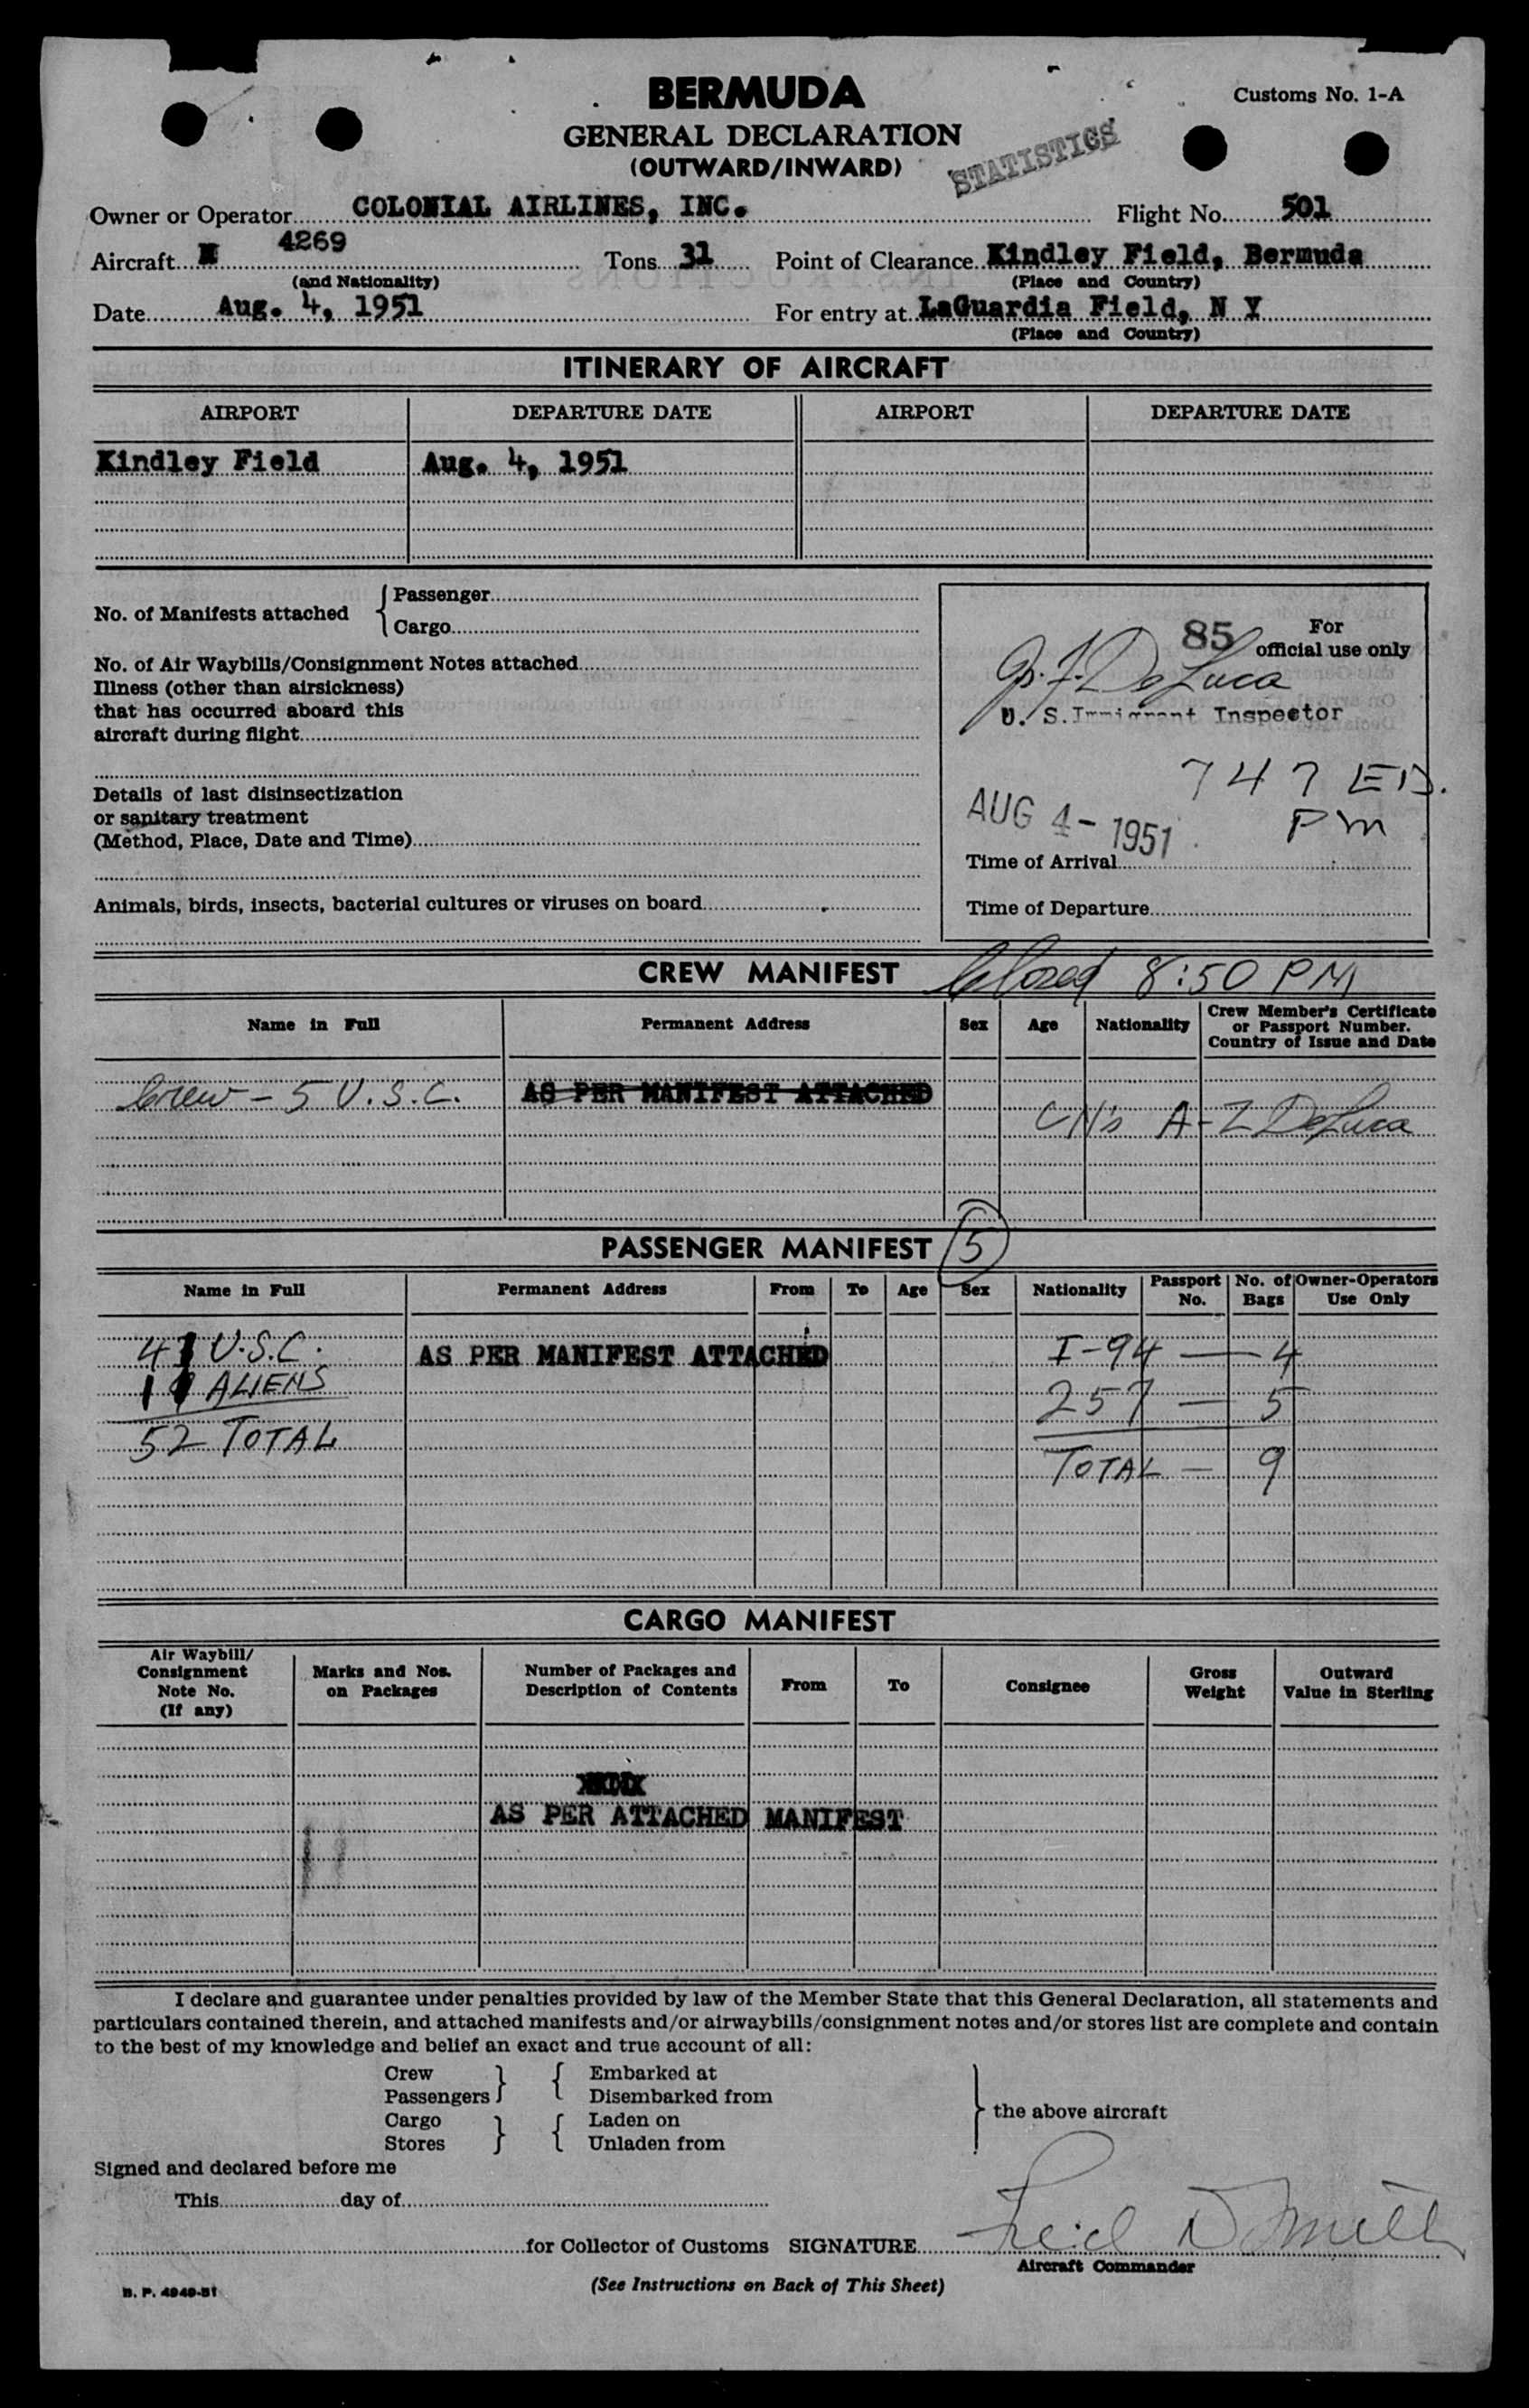 BERMUDA
Customs No. 1-A
GENERAL DECLARATION
(OUTWARD/INWARD)
STATISTICS
Owner or Operator COLONIAL AIRLINES, INC. Flight No. 501
Aircraft N 4269 Tons 31 Point of Clearance Kindley Field, Bermuda
(and Nationality) (Place and Country)
Date Aug. 4, 1951 For entry at LaGuardia Field, N Y
(Place and Country)
ITINERARY OF AIRCRAFT
AIRPORT DEPARTURE DATE AIRPORT DEPARTURE DATE
Kindley Field Aug. 4, 1951
No. of Manifests attached { Passenger
Cargo
No. of Air Waybills/Consignment Notes attached
Illness (other than airsickness)
that has occurred aboard this
aircraft during flight
Details of last disinsectization
or sanitary treatment
(Method, Place, Date and Time)
Animals, birds, insects, bacterial cultures or viruses on board
85 For
official use only
DeLuca
U. S. Immigrant Inspector
747 ED.
PM
AUG 4 - 1951
Time of Arrival
Time of Departure
CREW MANIFEST Closed 8:50 PM
Name in Full Permanent Address Sex Age Nationality Crew Member's Certificate
or Passport Number.
Country of Issue and Date
Crew - 5 U.S.C. AS PER MANIFEST ATTACHED
CN's A-Z DeLuca
PASSENGER MANIFEST 5
Name in Full Permanent Address From To Age Sex Nationality Passport No. No. of Bags Owner-Operators Use Only
41 U.S.C. AS PER MANIFEST ATTACHED I-94 — 4
11 ALIENS 257 — 5
52 TOTAL TOTAL — 9
CARGO MANIFEST
Air Waybill/
Consignment
Note No.
(If any)
Marks and Nos.
on Packages
Number of Packages and
Description of Contents
From To Consignee
Gross
Weight
Outward
Value in Sterling
AS PER ATTACHED MANIFEST
I declare and guarantee under penalties provided by law of the Member State that this General Declaration, all statements and
particulars contained therein, and attached manifests and/or airwaybills/consignment notes and/or stores list are complete and contain
to the best of my knowledge and belief an exact and true account of all:
Crew } { Embarked at
Passengers Disembarked from
Cargo } { Laden on } the above aircraft
Stores Unladen from
Signed and declared before me
This day of
for Collector of Customs SIGNATURE
Aircraft Commander
B. P. 4949-51
(See Instructions on Back of This Sheet)